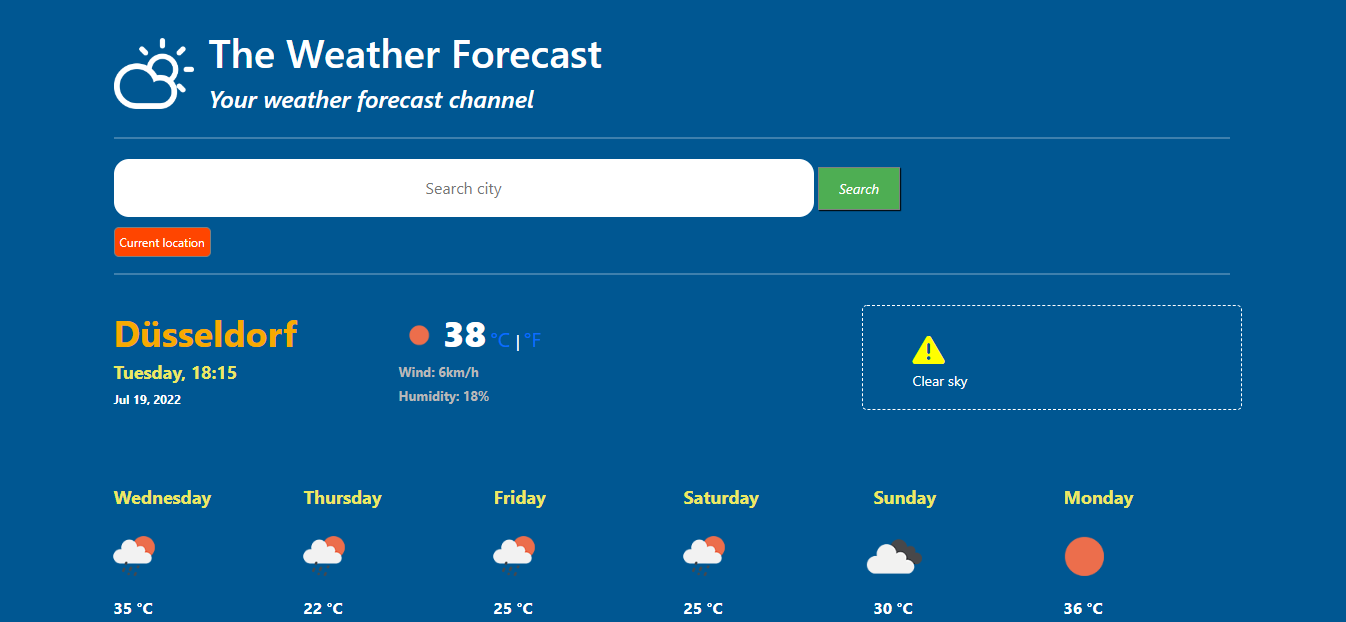 The Weather Forecast
Your weather forecast channel
Search city
Search
Current location
Düsseldorf
Tuesday, 18:15
Jul 19, 2022
38 °C | °F
Wind: 6km/h
Humidity: 18%
Clear sky
Wednesday Thursday Friday Saturday Sunday Monday
35 °C 22 °C 25 °C 25 °C 30 °C 36 °C